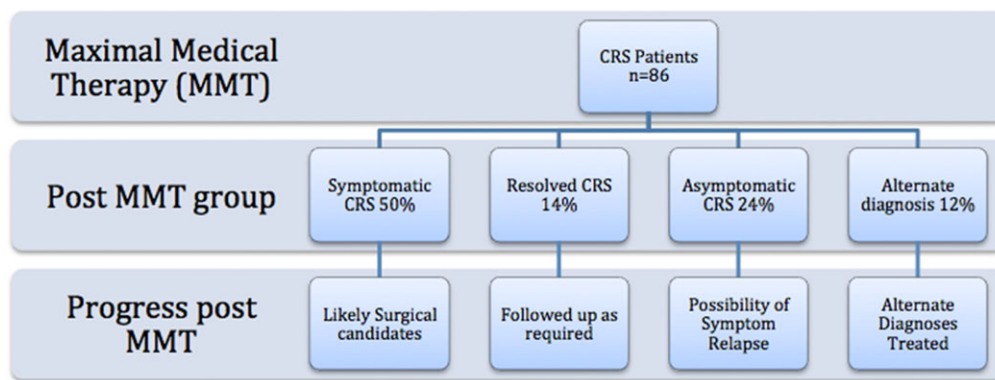 Maximal Medical
Therapy (MMT)
CRS Patients
n=86
Post MMT group
Symptomatic
CRS 50%
Resolved CRS
14%
Asymptomatic
CRS 24%
Alternate
diagnosis 12%
Progress post
MMT
Likely Surgical
candidates
Followed up as
required
Possibility of
Symptom
Relapse
Alternate
Diagnoses
Treated